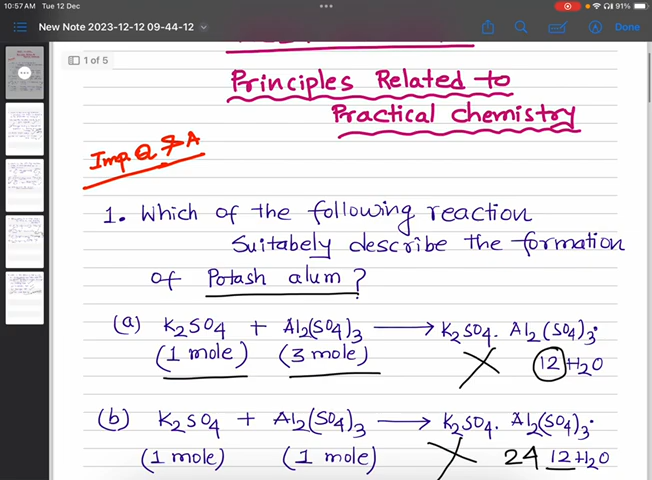 10:57 AM Tue 12 Dec
91%
New Note 2023-12-12 09-44-12
Done
1 of 5
Principles Related to
Practical Chemistry
Imp. Q & A
1. Which of the following reaction
Suitabely describe the formation
of Potash alum?
(a) K₂SO₄ + Al₂(SO₄)₃ ⟶ K₂SO₄. Al₂(SO₄)₃.
(1 mole) (3 mole) X 12 H₂O
(b) K₂SO₄ + Al₂(SO₄)₃ ⟶ K₂SO₄. Al₂(SO₄)₃.
(1 mole) (1 mole) X 24 12 H₂O